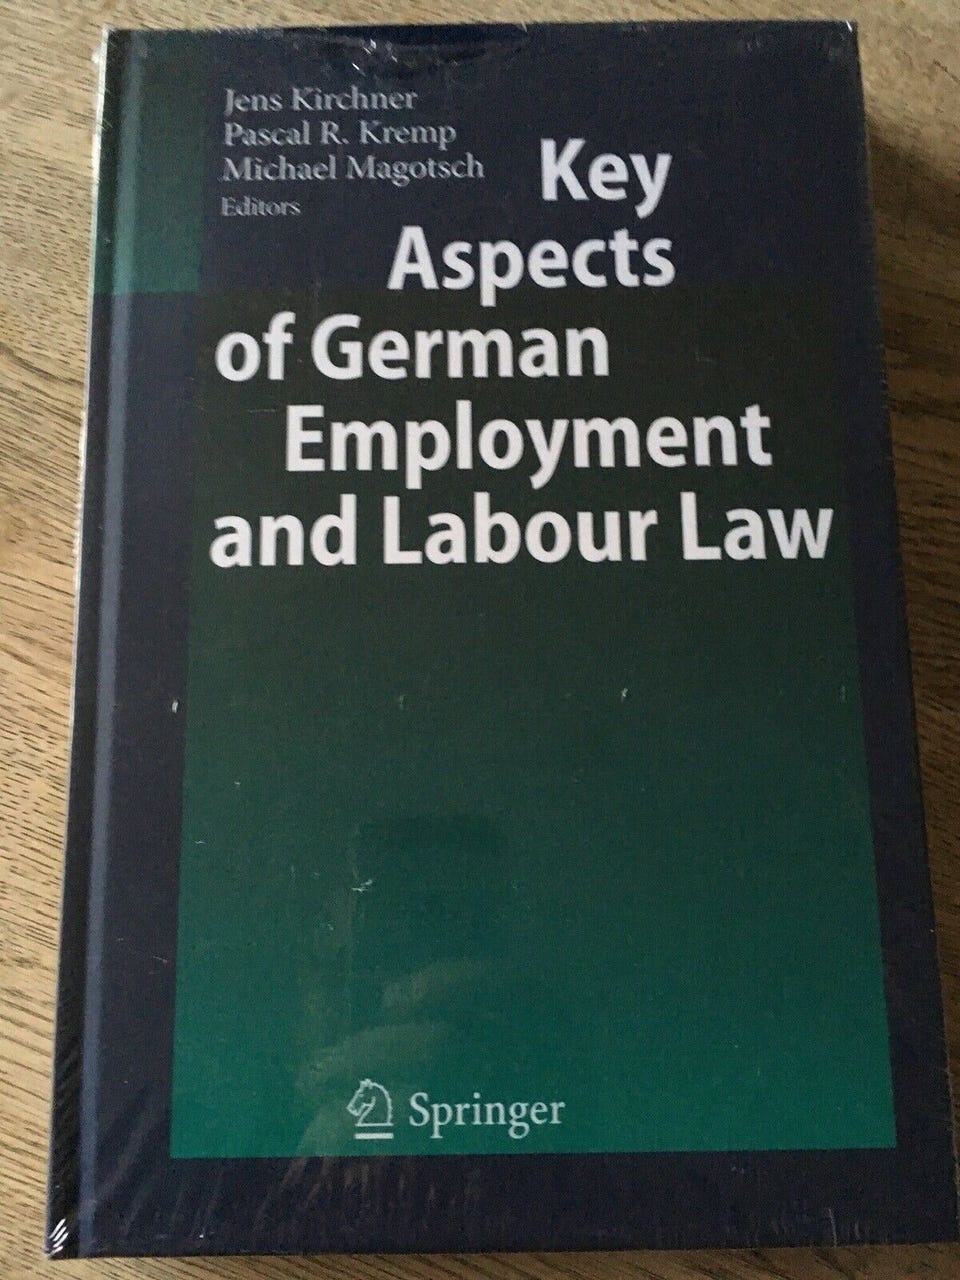 Jens Kirchner
Pascal R. Kremp
Michael Magotsch
Editors
Key
Aspects
of German
Employment
and Labour Law
Springer